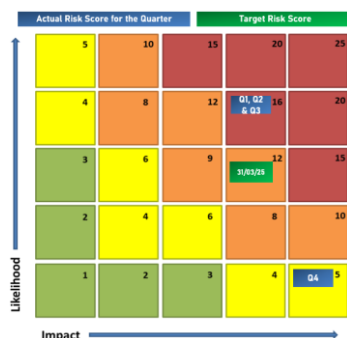 Actual Risk Score for the Quarter Target Risk Score
5 10 15 20 25
4 8 12 Q1, Q2 & Q3 16 20
3 6 9 12 31/03/25 15
2 4 6 8 10
1 2 3 4 Q4 5
Likelihood
Impact